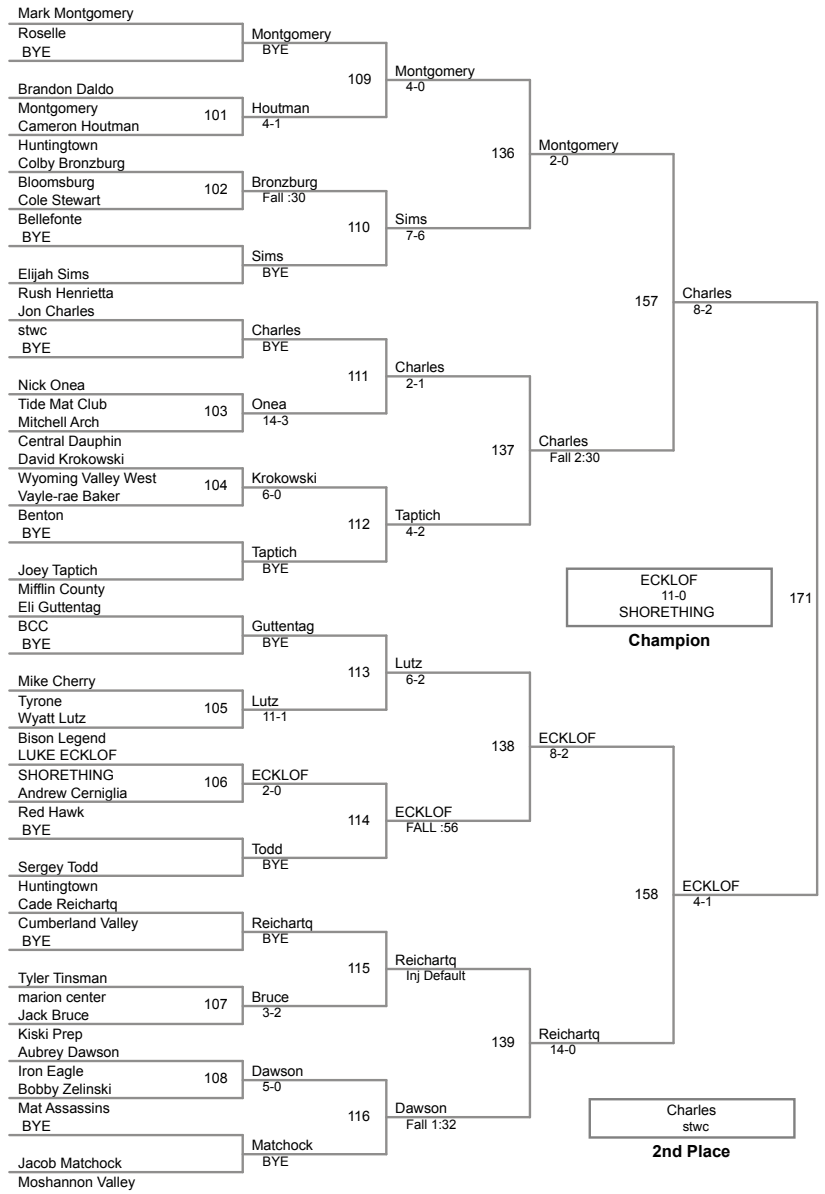 Mark Montgomery
Roselle
BYE
Brandon Daldo
Montgomery
Cameron Houtman
Huntingtown
Colby Bronzburg
Bloomsburg
Cole Stewart
Bellefonte
BYE
Elijah Sims
Rush Henrietta
Jon Charles
stwc
BYE
Nick Onea
Tide Mat Club
Mitchell Arch
Central Dauphin
David Krokowski
Wyoming Valley West
Vayle-rae Baker
Benton
BYE
Joey Taptich
Mifflin County
Eli Guttentag
BCC
BYE
Mike Cherry
Tyrone
Wyatt Lutz
Bison Legend
LUKE ECKLOF
SHORETHING
Andrew Cerniglia
Red Hawk
BYE
Sergey Todd
Huntingtown
Cade Reichartq
Cumberland Valley
BYE
Tyler Tinsman
marion center
Jack Bruce
Kiski Prep
Aubrey Dawson
Iron Eagle
Bobby Zelinski
Mat Assassins
BYE
Jacob Matchock
Moshannon Valley
101
102
103
104
105
106
107
108
Montgomery
BYE
Houtman
4-1
Bronzburg
Fall :30
Sims
BYE
Charles
BYE
Onea
14-3
Krokowski
6-0
Taptich
BYE
Guttentag
BYE
Lutz
11-1
ECKLOF
2-0
Todd
BYE
Reichartq
BYE
Bruce
3-2
Dawson
5-0
Matchock
BYE
109
110
111
112
113
114
115
116
Montgomery
4-0
Sims
7-6
Charles
2-1
Taptich
4-2
Lutz
6-2
ECKLOF
FALL :56
Reichartq
Inj Default
Dawson
Fall 1:32
136
137
138
139
Montgomery
2-0
Charles
Fall 2:30
ECKLOF
8-2
Reichartq
14-0
157
158
Charles
8-2
ECKLOF
4-1
171
ECKLOF
11-0
SHORETHING
Champion
Charles
stwc
2nd Place